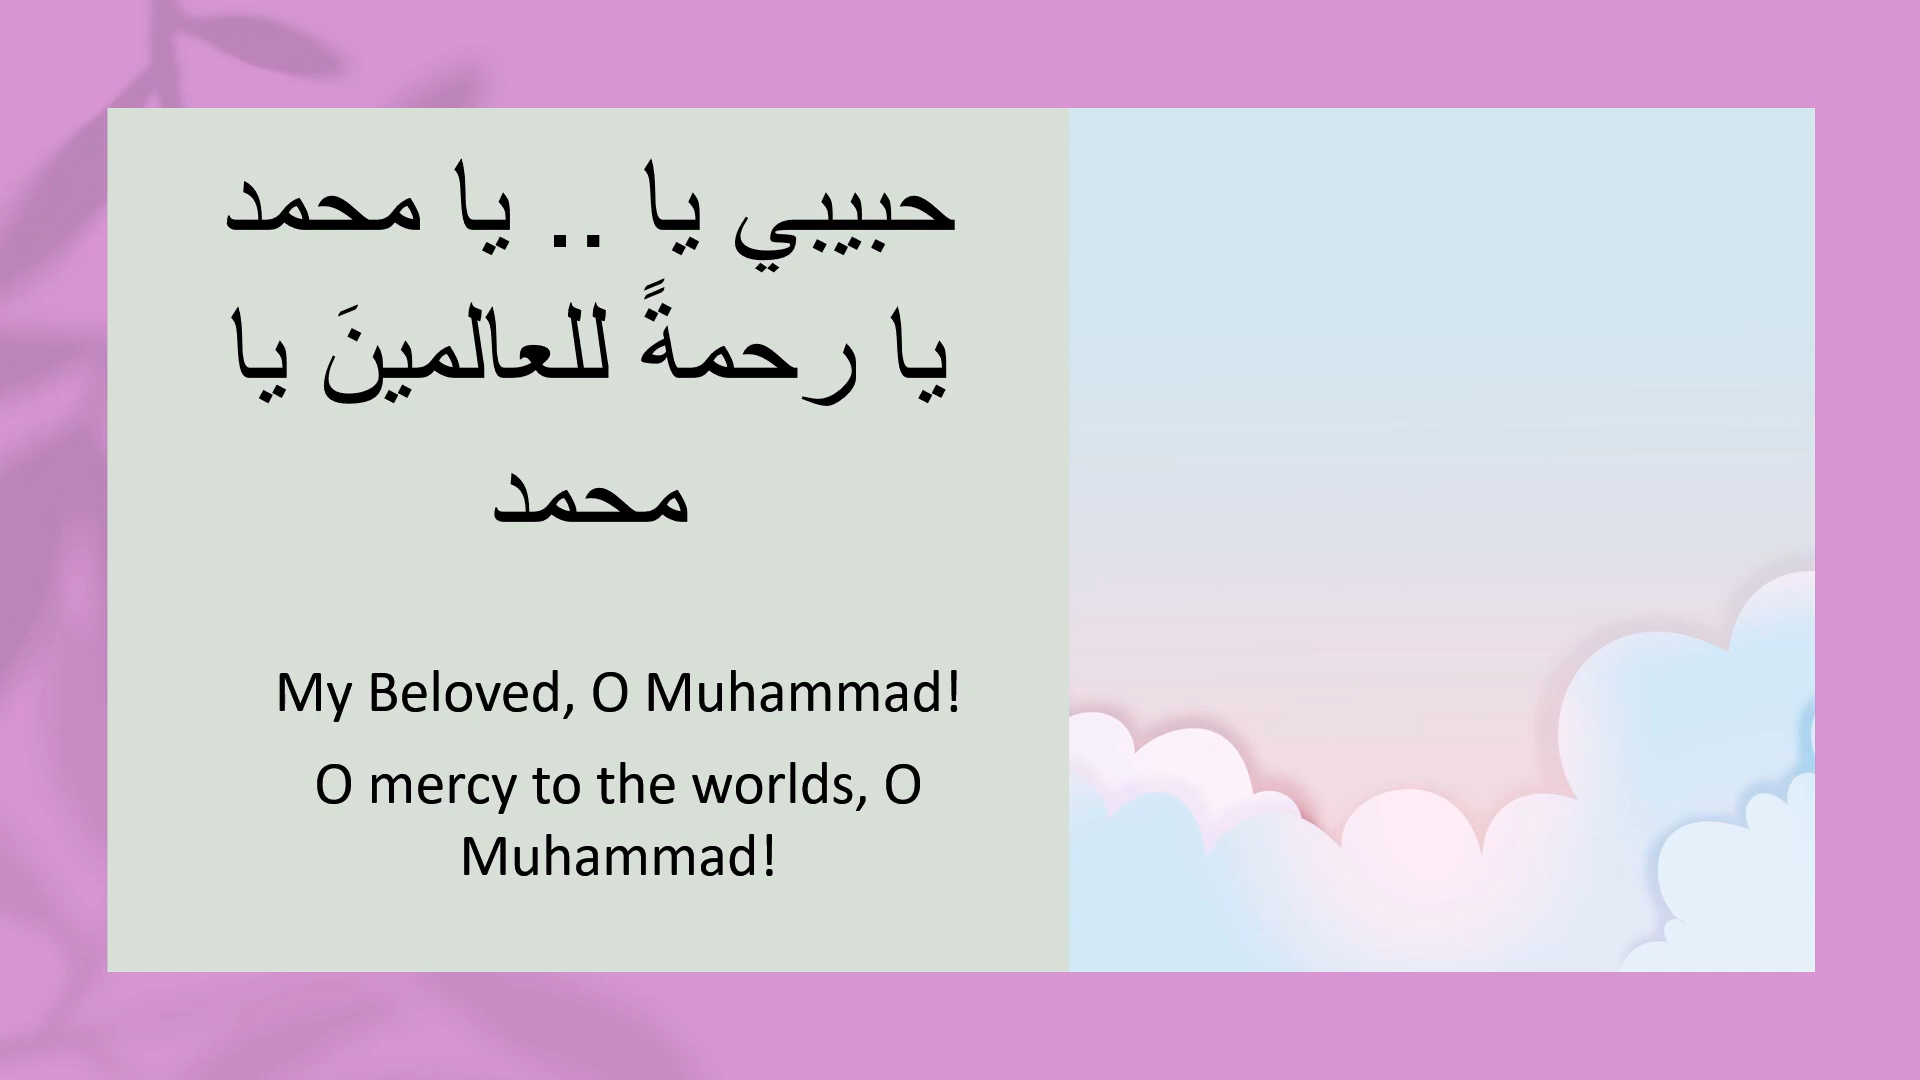 حبيبي يا .. يا محمد
يا رحمةً للعالمينَ يا
محمد
My Beloved, O Muhammad!
O mercy to the worlds, O
Muhammad!